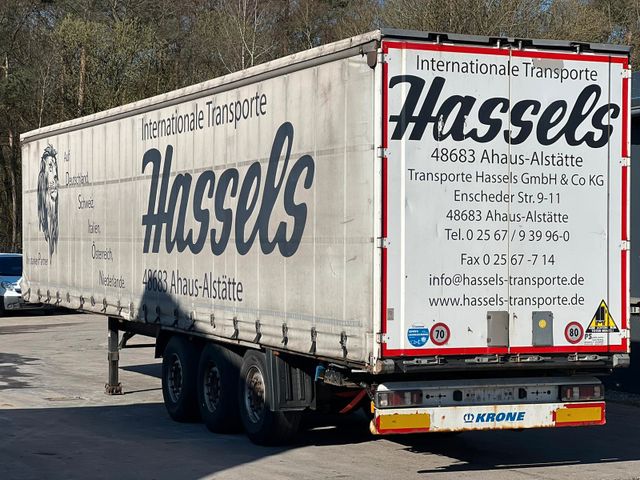 Internationale Transporte
Hassels
48683 Ahaus-Alstätte
Auf
Deutschland,
Schweiz,
Italien,
Österreich,
Niederlande.
Internationale Transporte
Hassels
48683 Ahaus-Alstätte
Transporte Hassels GmbH & Co KG
Enscheder Str. 9-11
48683 Ahaus-Alstätte
Tel. 0 25 67 / 9 39 96-0
Fax 0 25 67 -7 14
info@hassels-transporte.de
www.hassels-transporte.de
70
80
KRONE